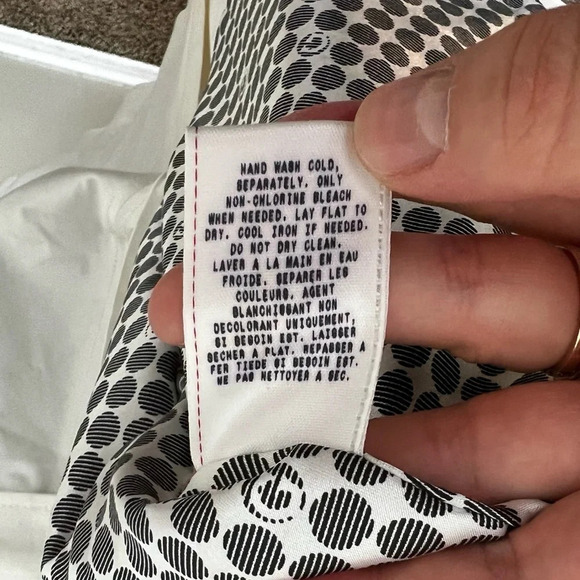 HAND WASH COLD,
SEPARATELY. ONLY
NON-CHLORINE BLEACH
WHEN NEEDED. LAY FLAT TO
DRY. COOL IRON IF NEEDED.
DO NOT DRY CLEAN.
LAVER A LA MAIN EN EAU
FROIDE. SEPARER LES
COULEURS. AGENT
BLANCHISSANT NON
DECOLORANT UNIQUEMENT,
SI BESOIN EST. LAISSER
SECHER A PLAT. REPASSER A
FER TIEDE SI BESOIN EST.
NE PAS NETTOYER A SEC.